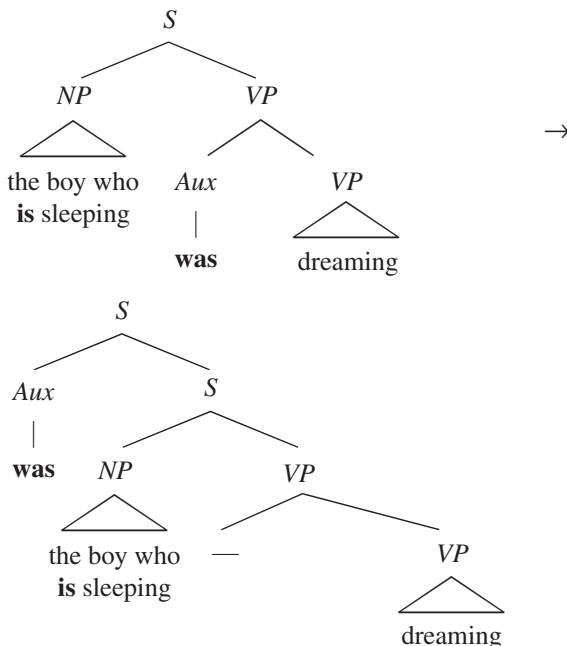 S
NP VP
→
the boy who Aux VP
is sleeping
was dreaming
S
Aux S
was NP VP
the boy who — VP
is sleeping
dreaming